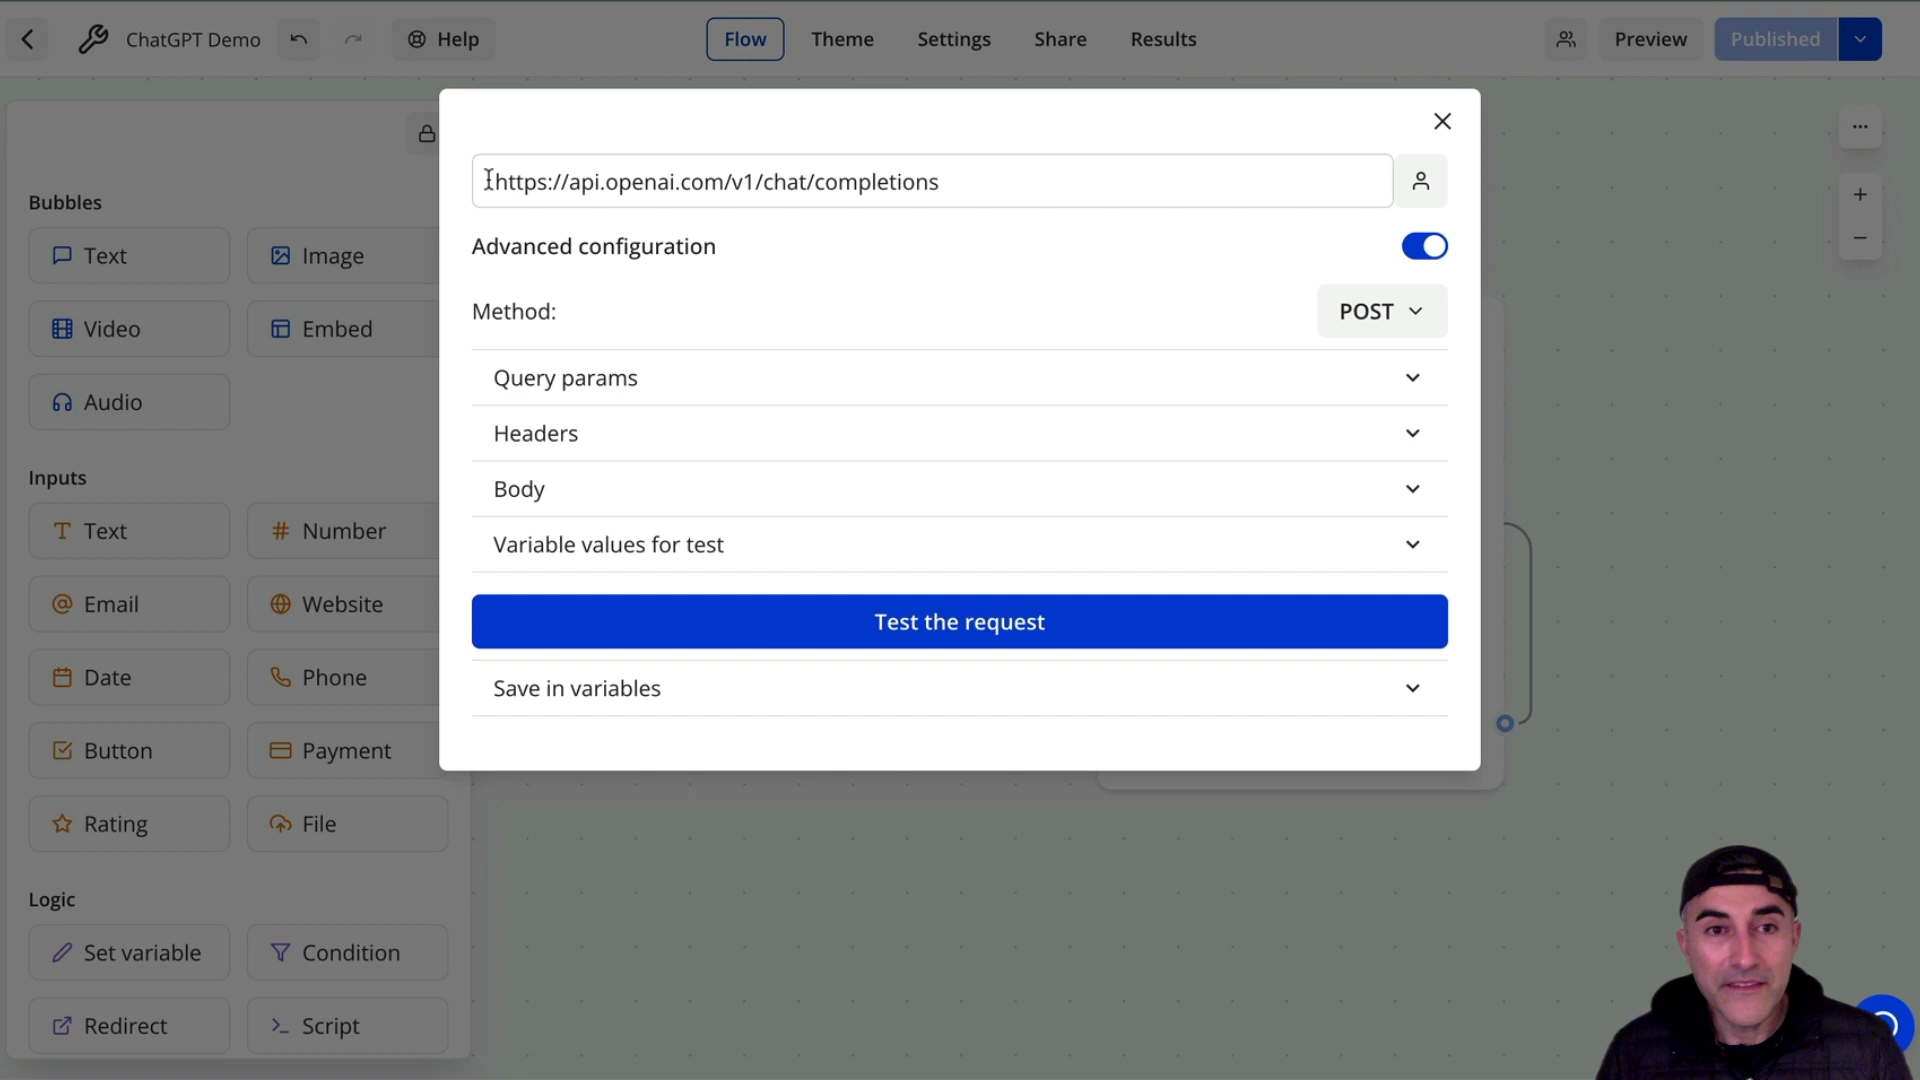 ChatGPT Demo
Help
Flow
Theme
Settings
Share
Results
Preview
Published
https://api.openai.com/v1/chat/completions
Advanced configuration
Method:
POST
Query params
Headers
Body
Variable values for test
Test the request
Save in variables
Bubbles
Text
Image
Video
Embed
Audio
Inputs
Text
Number
Email
Website
Date
Phone
Button
Payment
Rating
File
Logic
Set variable
Condition
Redirect
Script